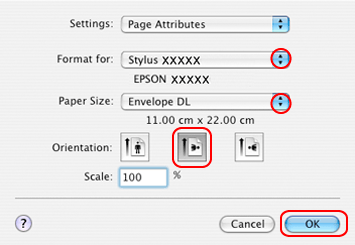 Settings: Page Attributes
Format for: Stylus XXXXX
EPSON XXXXX
Paper Size: Envelope DL
11.00 cm x 22.00 cm
Orientation:
Scale: 100 %
? Cancel OK